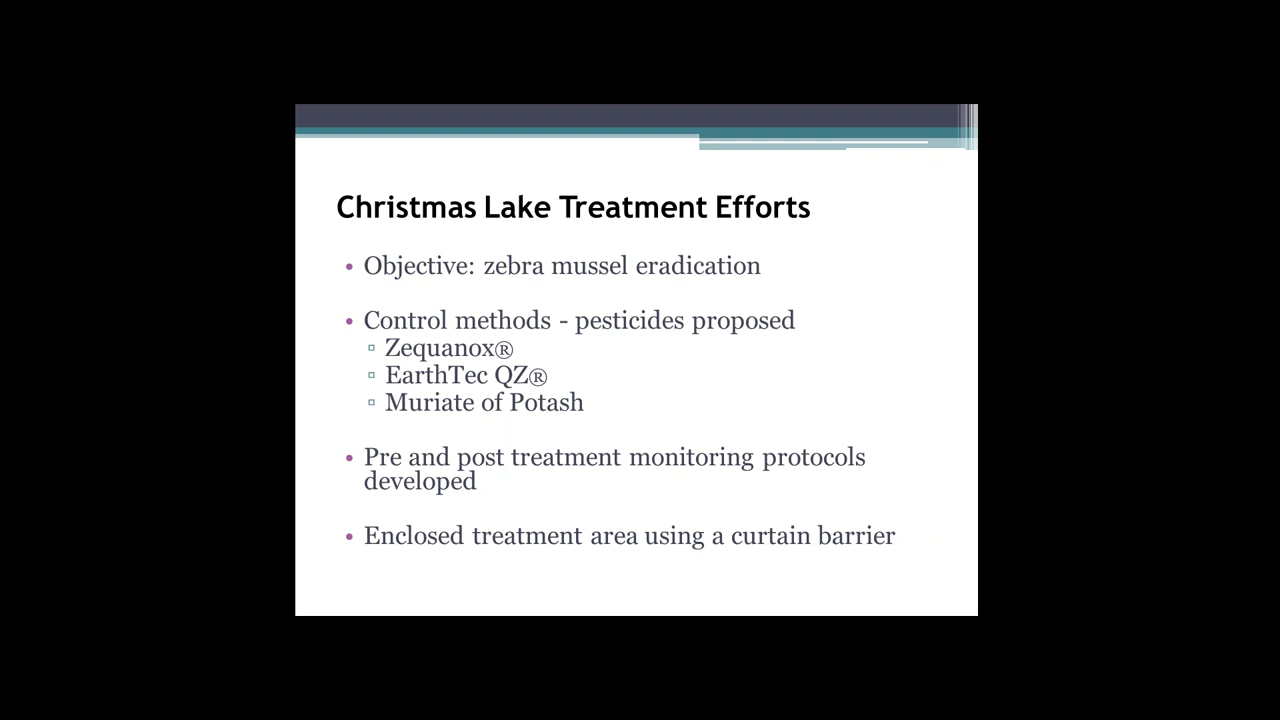 Christmas Lake Treatment Efforts
• Objective: zebra mussel eradication
• Control methods - pesticides proposed
▫ Zequanox®
▫ EarthTec QZ®
▫ Muriate of Potash
• Pre and post treatment monitoring protocols
developed
• Enclosed treatment area using a curtain barrier